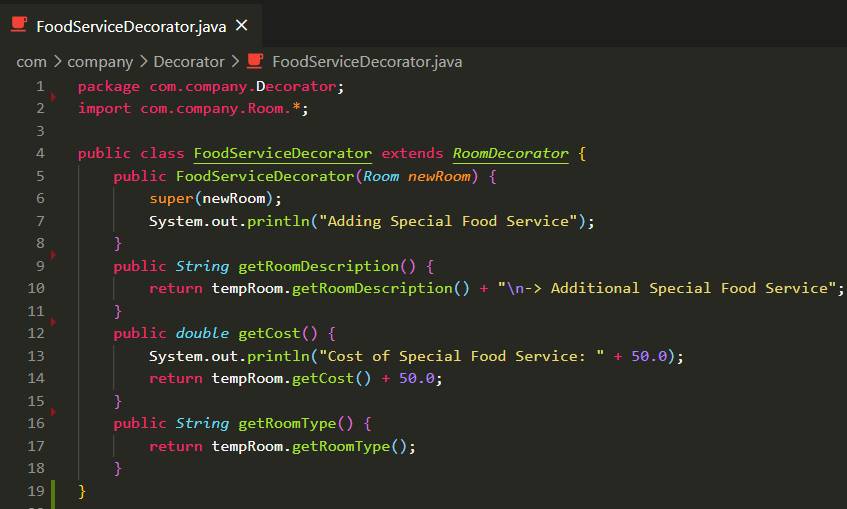 FoodServiceDecorator.java ×
com > company > Decorator > FoodServiceDecorator.java
1 package com.company.Decorator;
2 import com.company.Room.*;
3
4 public class FoodServiceDecorator extends RoomDecorator {
5     public FoodServiceDecorator(Room newRoom) {
6         super(newRoom);
7         System.out.println("Adding Special Food Service");
8     }
9     public String getRoomDescription() {
10         return tempRoom.getRoomDescription() + "\n-> Additional Special Food Service";
11     }
12     public double getCost() {
13         System.out.println("Cost of Special Food Service: " + 50.0);
14         return tempRoom.getCost() + 50.0;
15     }
16     public String getRoomType() {
17         return tempRoom.getRoomType();
18     }
19 }